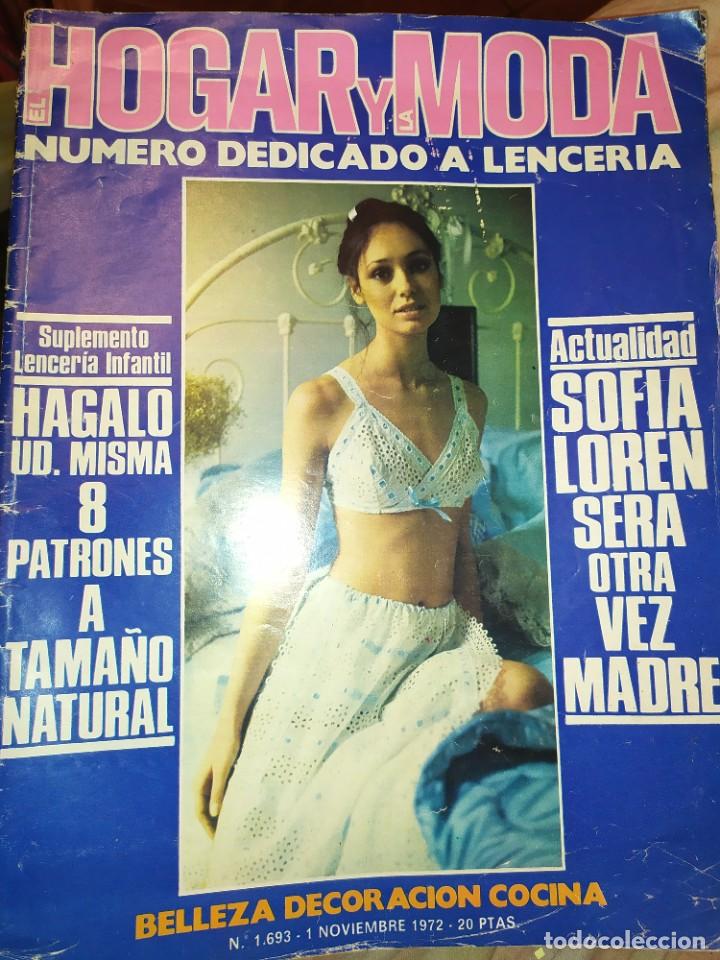 EL HOGAR Y LA MODA
NUMERO DEDICADO A LENCERIA
Suplemento
Lencería Infantil
HAGALO
UD. MISMA
8
PATRONES
A
TAMAÑO
NATURAL
Actualidad
SOFIA
LOREN
SERA
OTRA
VEZ
MADRE
BELLEZA DECORACION COCINA
N. 1.693 - 1 NOVIEMBRE 1972 - 20 PTAS.
todocoleccion